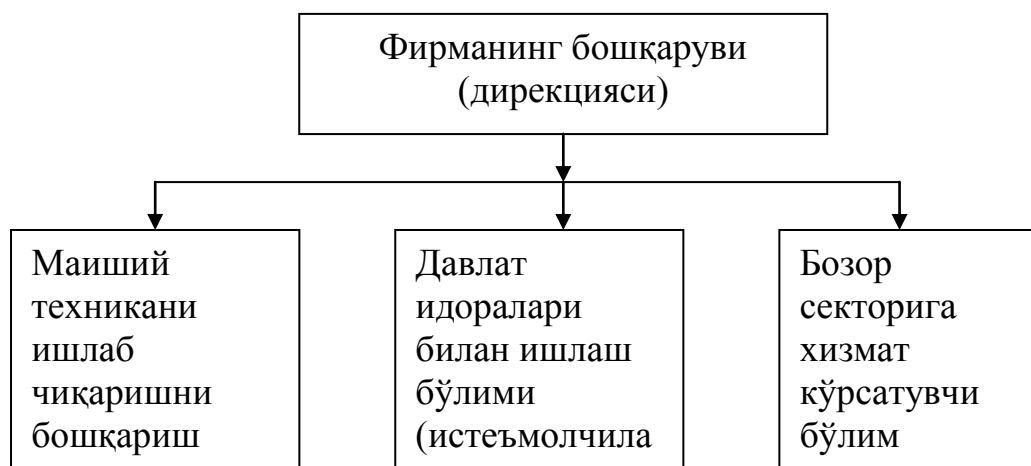 Фирманинг бошқаруви
(дирекцияси)
Маиший
техникани
ишлаб
чиқаришни
бошқариш
Давлат
идоралари
билан ишлаш
бўлими
(истеъмолчила
Бозор
секторига
хизмат
кўрсатувчи
бўлим